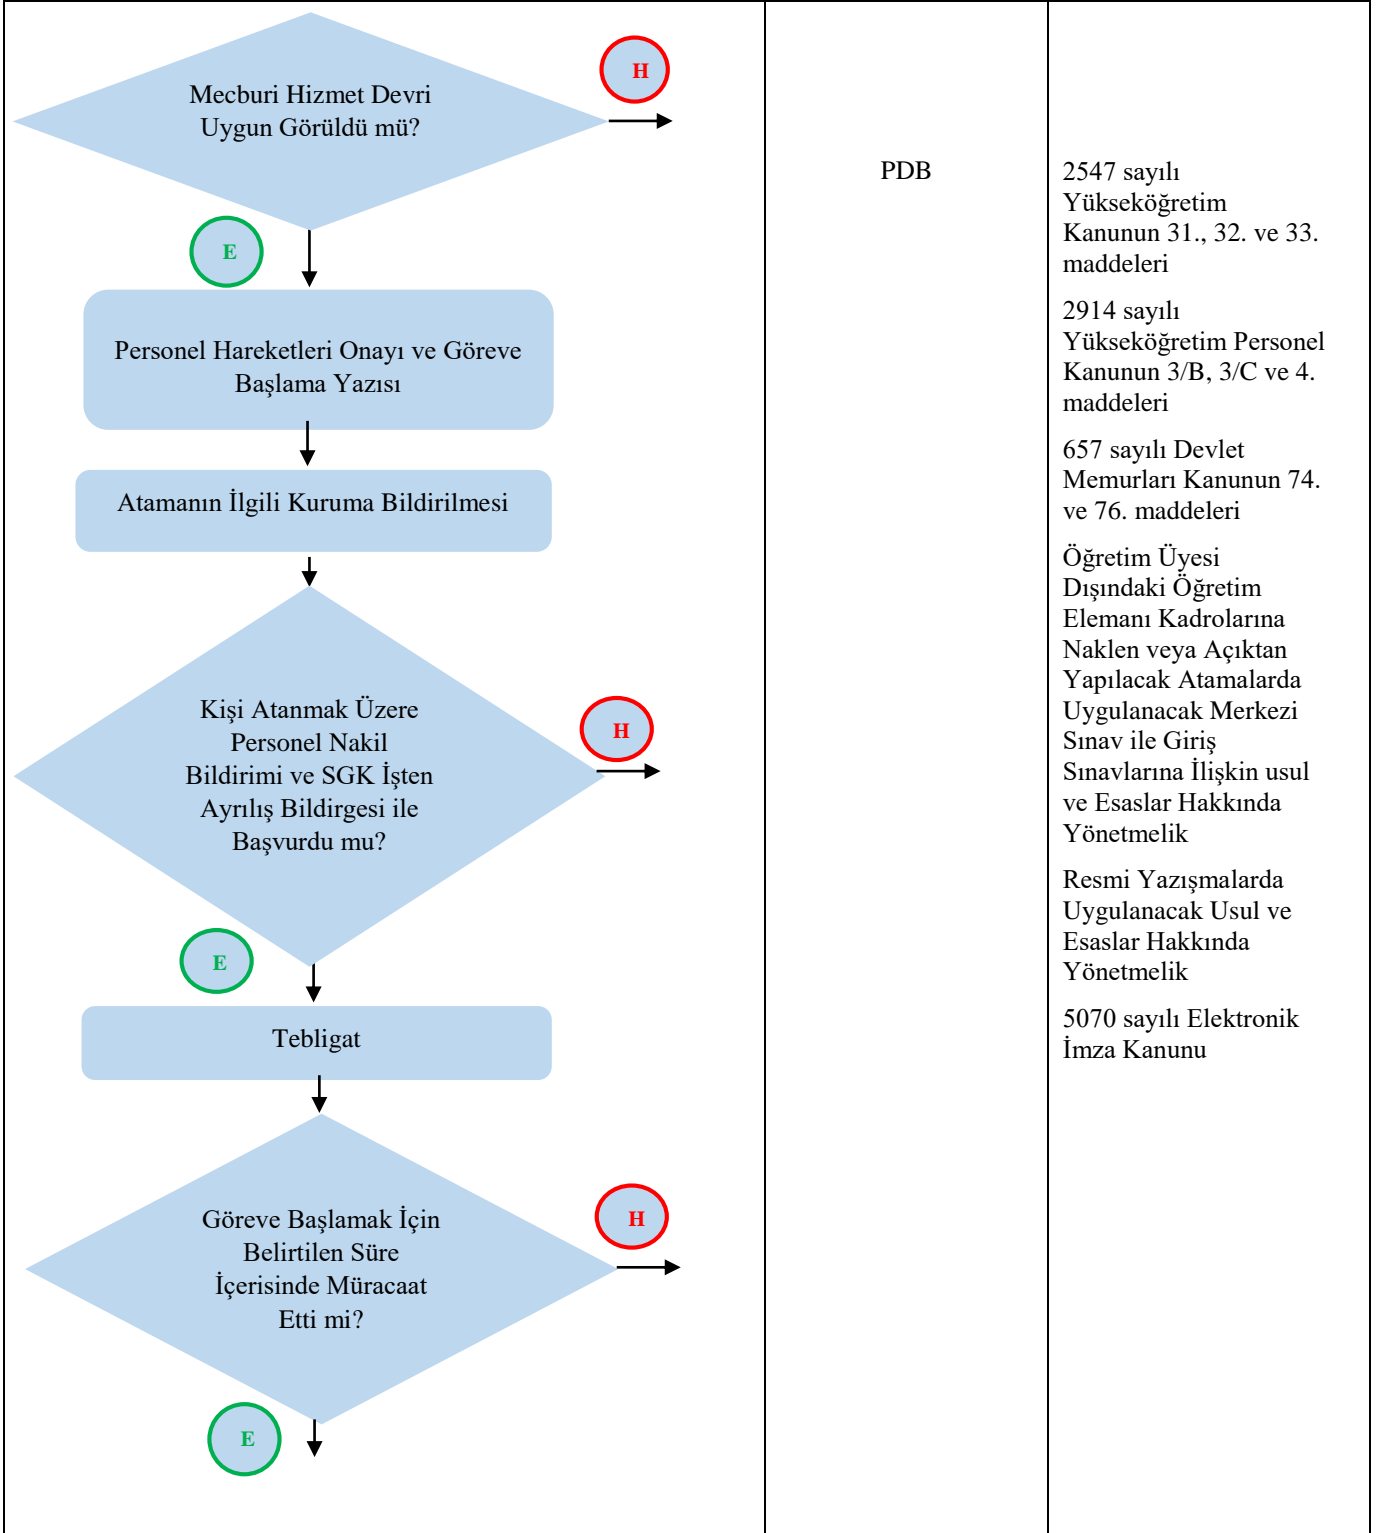 Mecburi Hizmet Devri
Uygun Görüldü mü?
H
E
Personel Hareketleri Onayı ve Göreve
Başlama Yazısı
Atamanın İlgili Kuruma Bildirilmesi
Kişi Atanmak Üzere
Personel Nakil
Bildirimi ve SGK İşten
Ayrılış Bildirgesi ile
Başvurdu mu?
H
E
Tebligat
Göreve Başlamak İçin
Belirtilen Süre
İçerisinde Müracaat
Etti mi?
H
E
PDB
2547 sayılı
Yükseköğretim
Kanunun 31., 32. ve 33.
maddeleri
2914 sayılı
Yükseköğretim Personel
Kanunun 3/B, 3/C ve 4.
maddeleri
657 sayılı Devlet
Memurları Kanunun 74.
ve 76. maddeleri
Öğretim Üyesi
Dışındaki Öğretim
Elemanı Kadrolarına
Naklen veya Açıktan
Yapılacak Atamalarda
Uygulanacak Merkezi
Sınav ile Giriş
Sınavlarına İlişkin usul
ve Esaslar Hakkında
Yönetmelik
Resmi Yazışmalarda
Uygulanacak Usul ve
Esaslar Hakkında
Yönetmelik
5070 sayılı Elektronik
İmza Kanunu